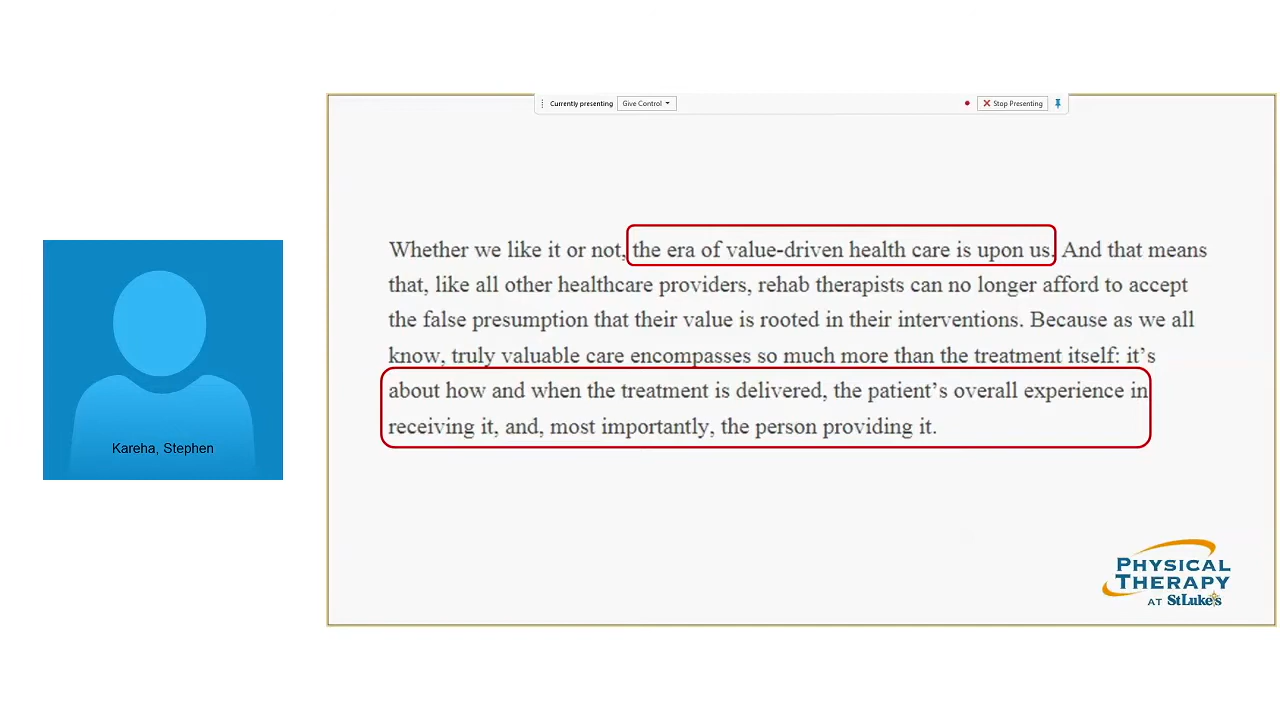 Currently presenting Give Control Stop Presenting
Whether we like it or not, the era of value-driven health care is upon us. And that means
that, like all other healthcare providers, rehab therapists can no longer afford to accept
the false presumption that their value is rooted in their interventions. Because as we all
know, truly valuable care encompasses so much more than the treatment itself: it's
about how and when the treatment is delivered, the patient's overall experience in
receiving it, and, most importantly, the person providing it.
Kareha, Stephen
PHYSICAL
THERAPY
AT StLuke's